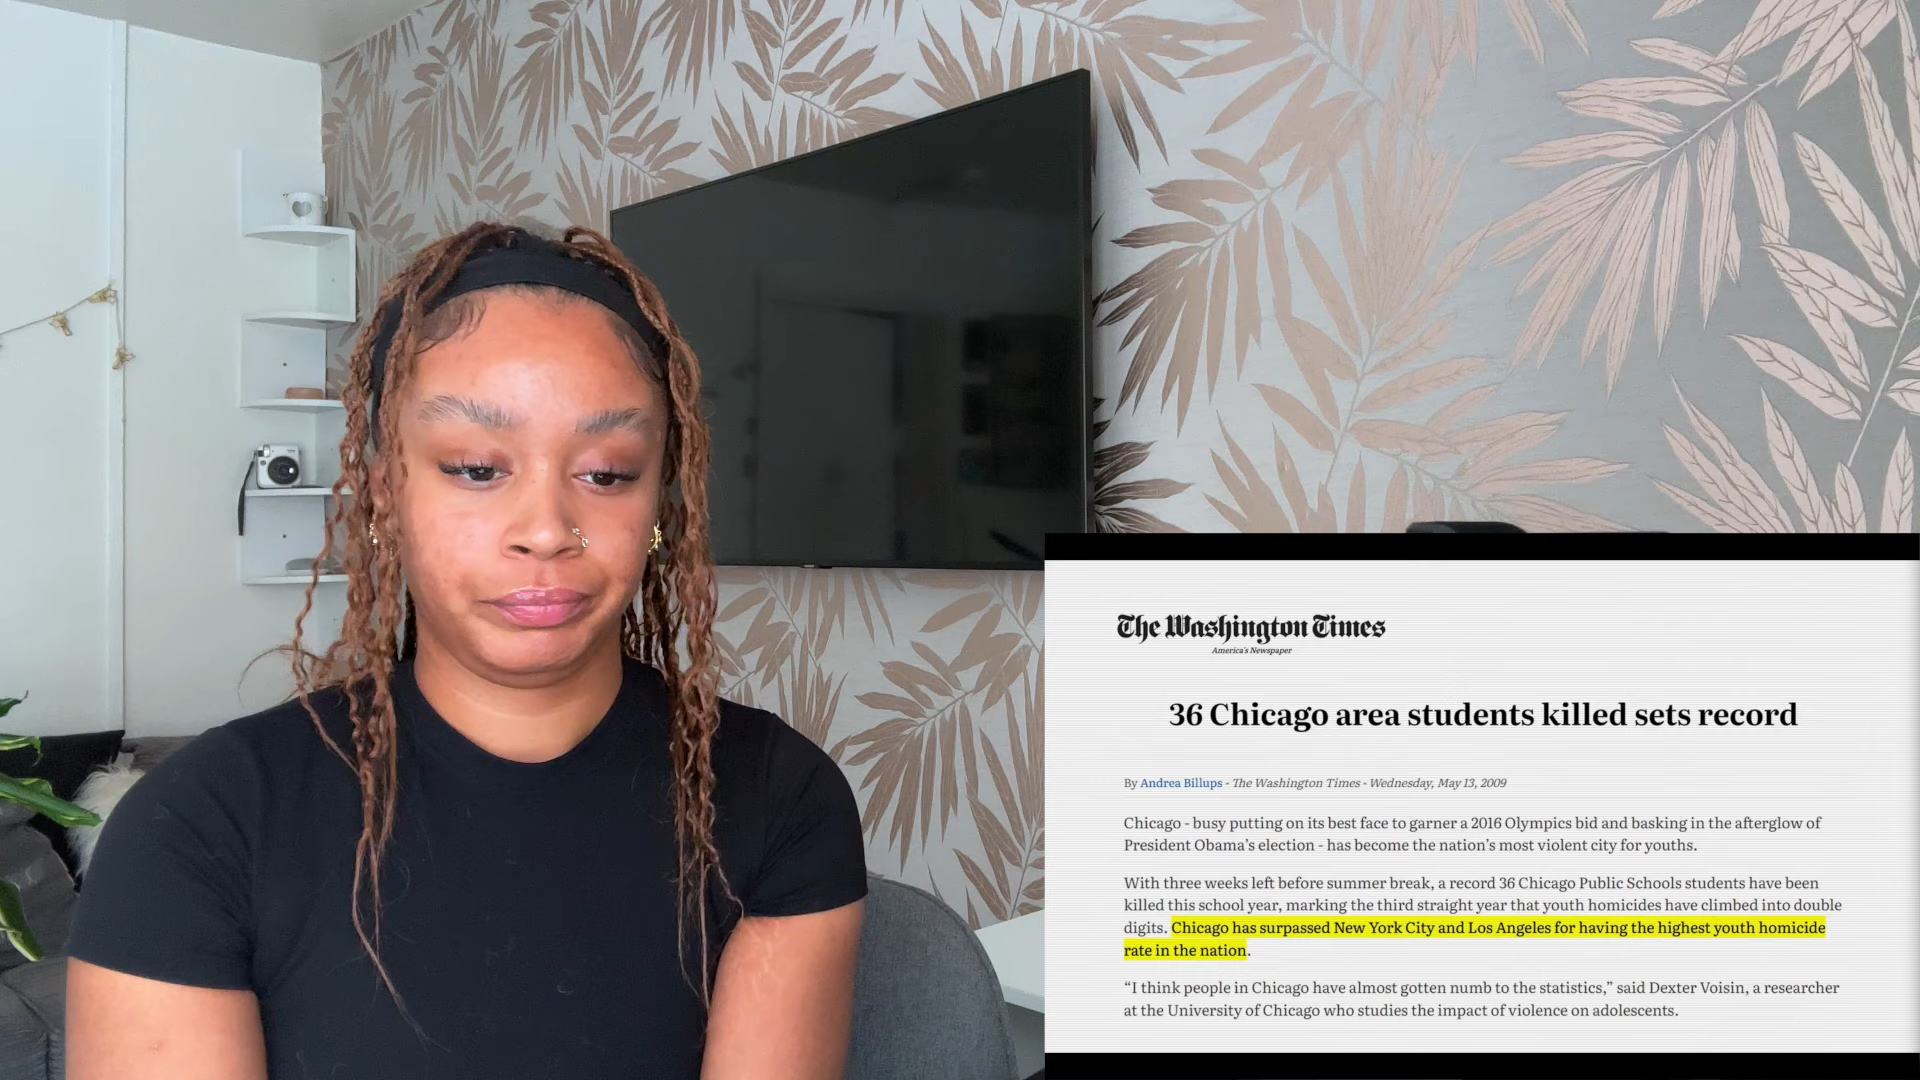 The Washington Times
America's Newspaper
36 Chicago area students killed sets record
By Andrea Billups - The Washington Times - Wednesday, May 13, 2009
Chicago - busy putting on its best face to garner a 2016 Olympics bid and basking in the afterglow of
President Obama's election - has become the nation's most violent city for youths.
With three weeks left before summer break, a record 36 Chicago Public Schools students have been
killed this school year, marking the third straight year that youth homicides have climbed into double
digits. Chicago has surpassed New York City and Los Angeles for having the highest youth homicide
rate in the nation.
“I think people in Chicago have almost gotten numb to the statistics,” said Dexter Voisin, a researcher
at the University of Chicago who studies the impact of violence on adolescents.